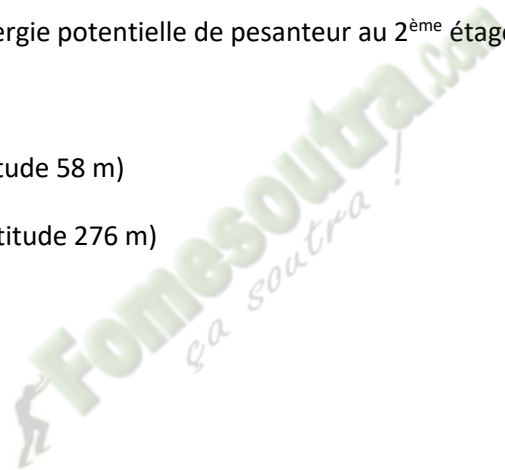 ergie potentielle de pesanteur au 2ème étage
tude 58 m)
titude 276 m)
Fomesoutra.com
ça soutra !